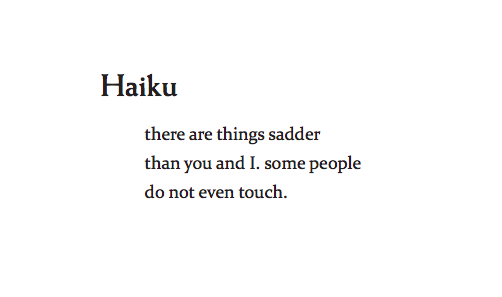 Haiku
there are things sadder
than you and I. some people
do not even touch.